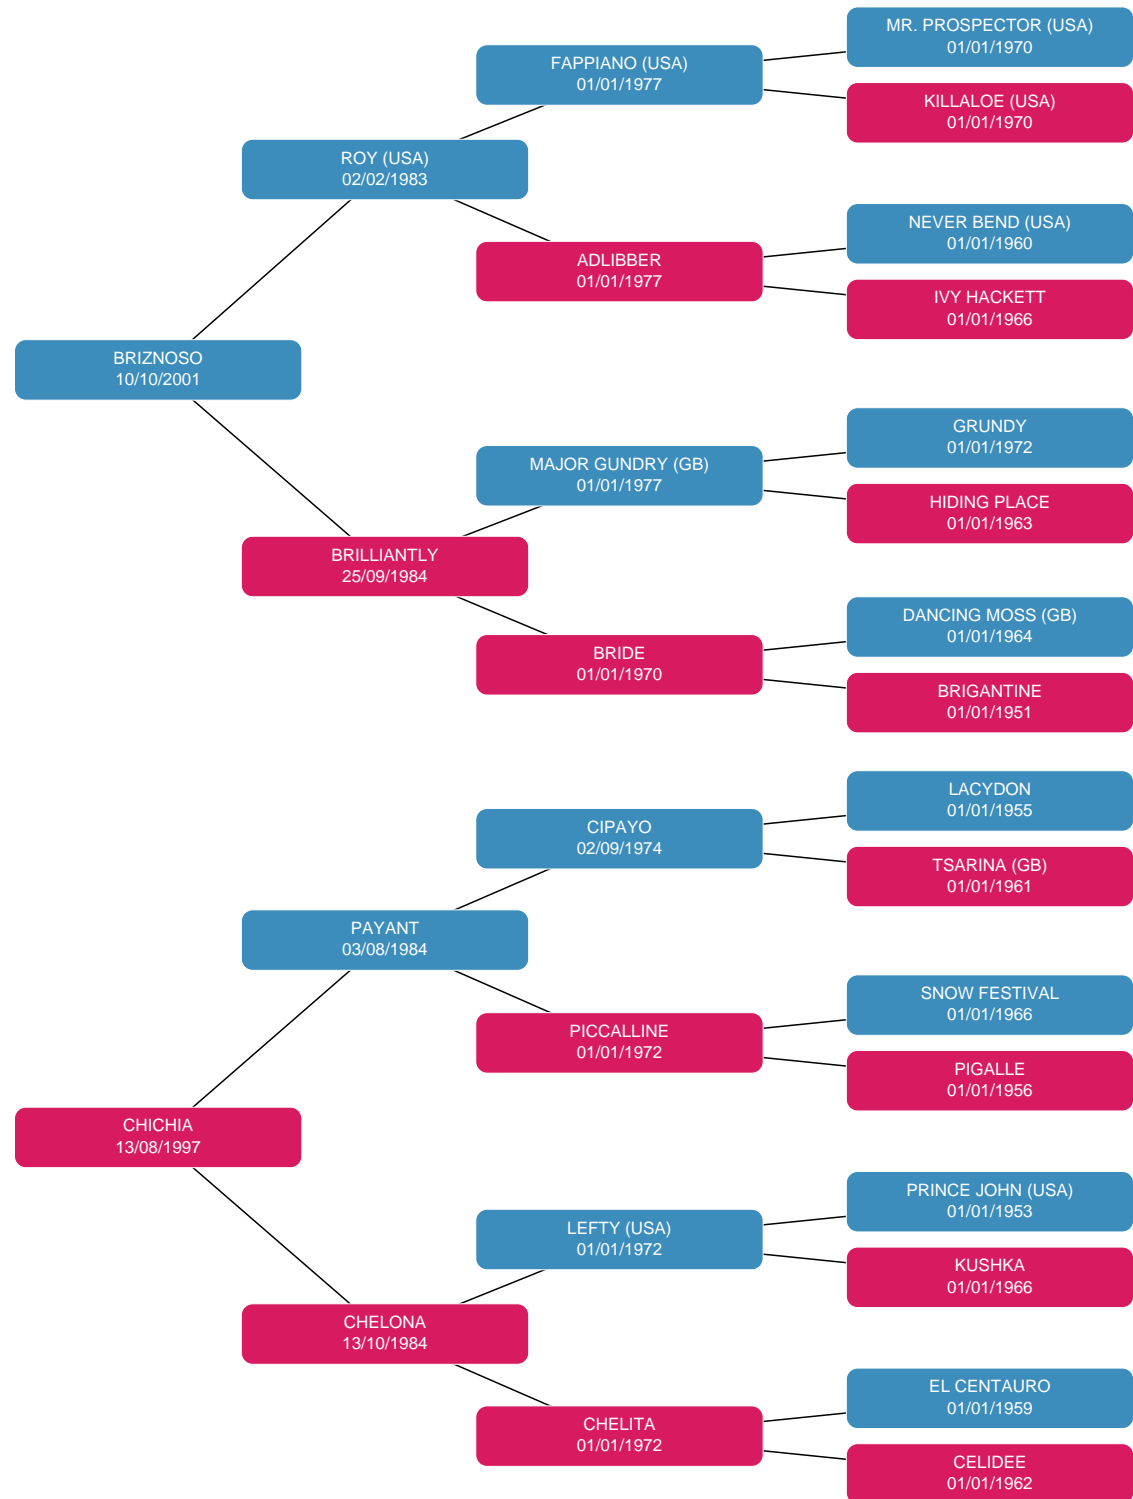 MR. PROSPECTOR (USA)
01/01/1970
FAPPIANO (USA)
01/01/1977
KILLALOE (USA)
01/01/1970
ROY (USA)
02/02/1983
NEVER BEND (USA)
01/01/1960
ADLIBBER
01/01/1977
IVY HACKETT
01/01/1966
BRIZNOSO
10/10/2001
GRUNDY
01/01/1972
MAJOR GUNDRY (GB)
01/01/1977
HIDING PLACE
01/01/1963
BRILLIANTLY
25/09/1984
DANCING MOSS (GB)
01/01/1964
BRIDE
01/01/1970
BRIGANTINE
01/01/1951
LACYDON
01/01/1955
CIPAYO
02/09/1974
TSARINA (GB)
01/01/1961
PAYANT
03/08/1984
SNOW FESTIVAL
01/01/1966
PICCALLINE
01/01/1972
PIGALLE
01/01/1956
CHICHIA
13/08/1997
PRINCE JOHN (USA)
01/01/1953
LEFTY (USA)
01/01/1972
KUSHKA
01/01/1966
CHELONA
13/10/1984
EL CENTAURO
01/01/1959
CHELITA
01/01/1972
CELIDEE
01/01/1962